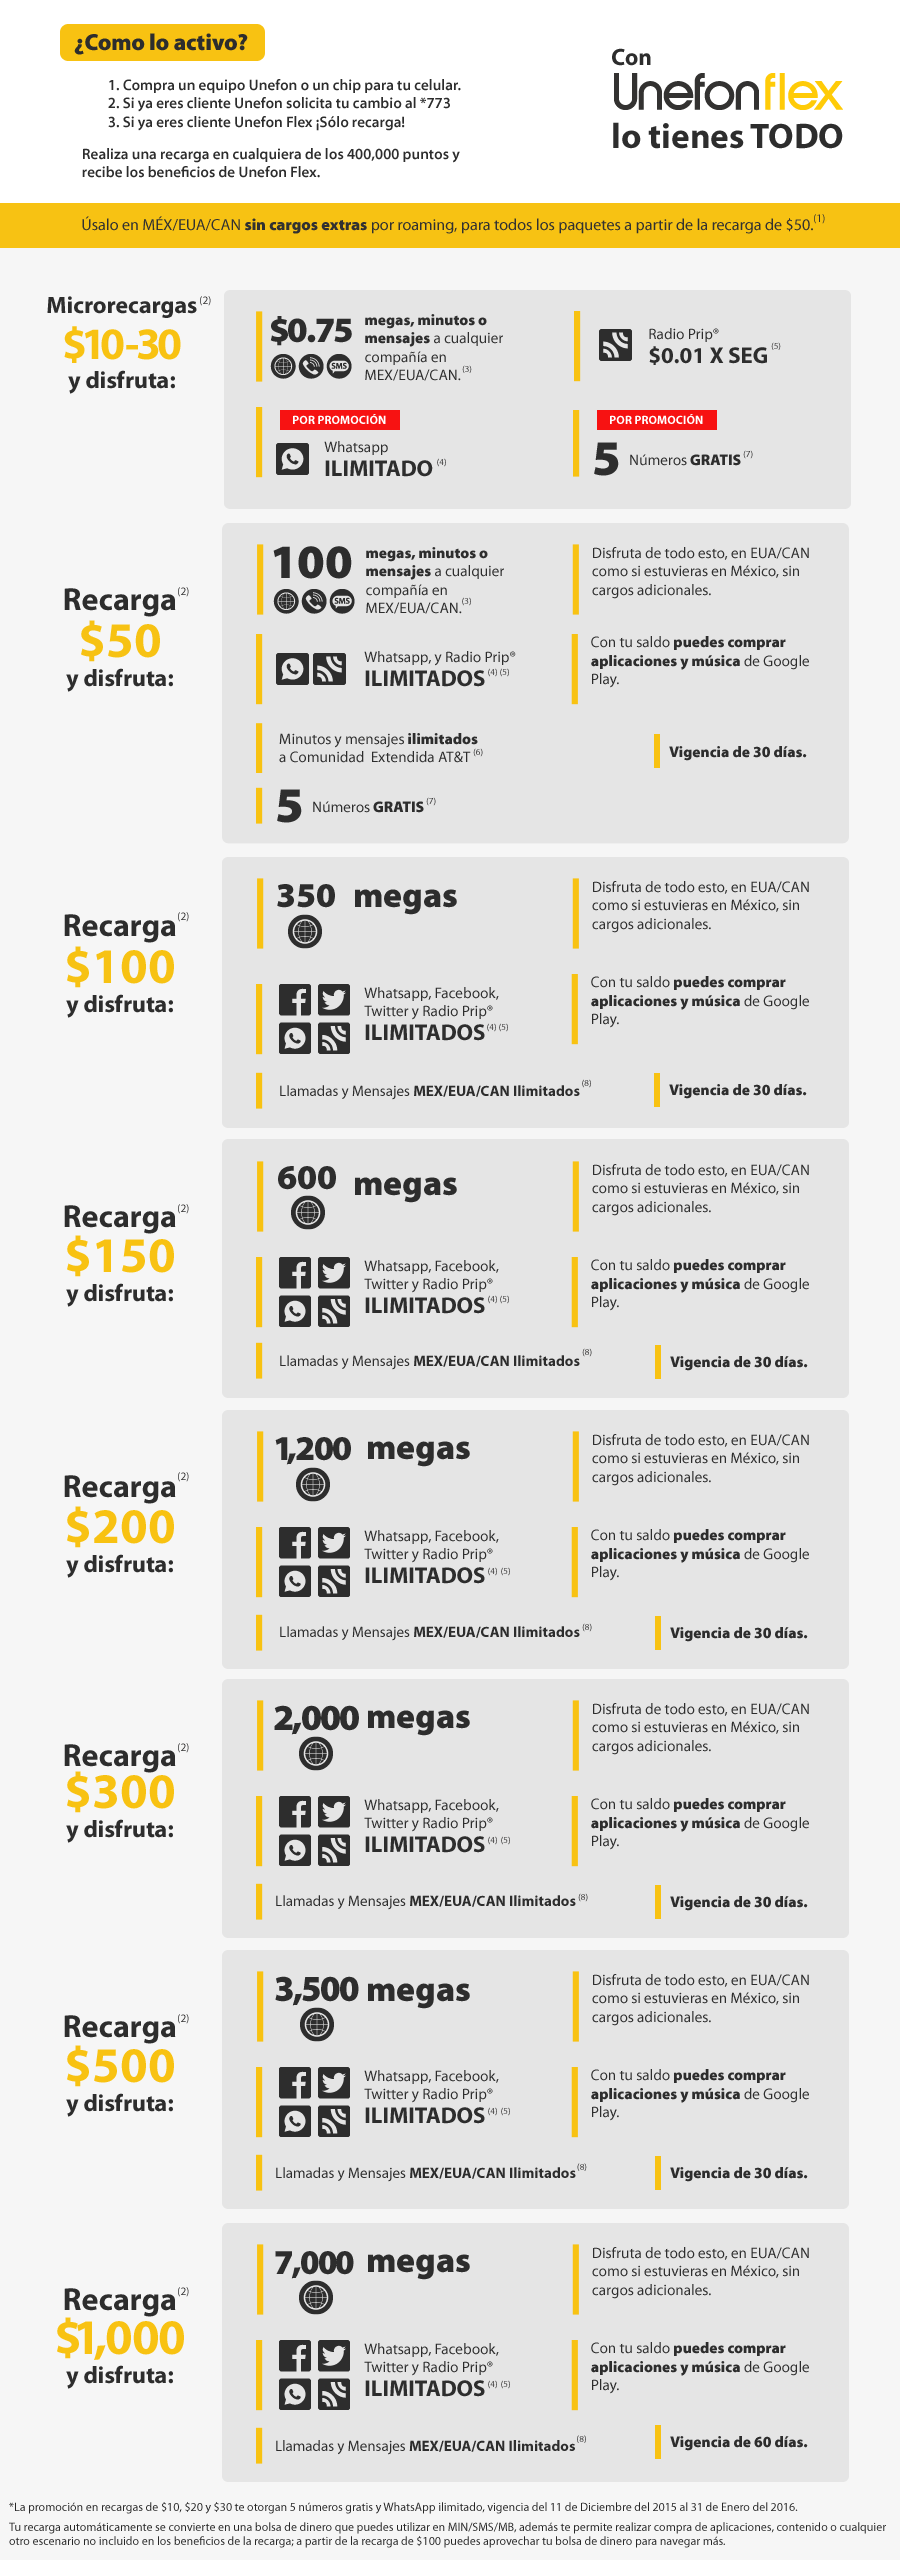 ¿Como lo activo?
1. Compra un equipo Unefon o un chip para tu celular.
2. Si ya eres cliente Unefon solicita tu cambio al *773
3. Si ya eres cliente Unefon Flex ¡Sólo recarga!
Realiza una recarga en cualquiera de los 400,000 puntos y
recibe los beneficios de Unefon Flex.
Con
Unefonflex
lo tienes TODO
Úsalo en MÉX/EUA/CAN sin cargos extras por roaming, para todos los paquetes a partir de la recarga de $50.(1)
Microrecargas(2)
$10-30
y disfruta:
$0.75
SMS
megas, minutos o
mensajes a cualquier
compañía en
MEX/EUA/CAN.(3)
Radio Prip®
$0.01 X SEG (5)
POR PROMOCIÓN
Whatsapp
ILIMITADO (4)
POR PROMOCIÓN
5 Números GRATIS (7)
Recarga(2)
$50
y disfruta:
100
SMS
megas, minutos o
mensajes a cualquier
compañía en
MEX/EUA/CAN.(3)
Disfruta de todo esto, en EUA/CAN
como si estuvieras en México, sin
cargos adicionales.
Whatsapp, y Radio Prip®
ILIMITADOS (4) (5)
Con tu saldo puedes comprar
aplicaciones y música de Google
Play.
Minutos y mensajes ilimitados
a Comunidad Extendida AT&T (6)
Vigencia de 30 días.
5 Números GRATIS (7)
Recarga(2)
$100
y disfruta:
350 megas
Disfruta de todo esto, en EUA/CAN
como si estuvieras en México, sin
cargos adicionales.
Whatsapp, Facebook,
Twitter y Radio Prip®
ILIMITADOS (4) (5)
Con tu saldo puedes comprar
aplicaciones y música de Google
Play.
Llamadas y Mensajes MEX/EUA/CAN Ilimitados (8)
Vigencia de 30 días.
Recarga(2)
$150
y disfruta:
600 megas
Disfruta de todo esto, en EUA/CAN
como si estuvieras en México, sin
cargos adicionales.
Whatsapp, Facebook,
Twitter y Radio Prip®
ILIMITADOS (4) (5)
Con tu saldo puedes comprar
aplicaciones y música de Google
Play.
Llamadas y Mensajes MEX/EUA/CAN Ilimitados (8)
Vigencia de 30 días.
Recarga(2)
$200
y disfruta:
1,200 megas
Disfruta de todo esto, en EUA/CAN
como si estuvieras en México, sin
cargos adicionales.
Whatsapp, Facebook,
Twitter y Radio Prip®
ILIMITADOS (4) (5)
Con tu saldo puedes comprar
aplicaciones y música de Google
Play.
Llamadas y Mensajes MEX/EUA/CAN Ilimitados (8)
Vigencia de 30 días.
Recarga(2)
$300
y disfruta:
2,000 megas
Disfruta de todo esto, en EUA/CAN
como si estuvieras en México, sin
cargos adicionales.
Whatsapp, Facebook,
Twitter y Radio Prip®
ILIMITADOS (4) (5)
Con tu saldo puedes comprar
aplicaciones y música de Google
Play.
Llamadas y Mensajes MEX/EUA/CAN Ilimitados (8)
Vigencia de 30 días.
Recarga(2)
$500
y disfruta:
3,500 megas
Disfruta de todo esto, en EUA/CAN
como si estuvieras en México, sin
cargos adicionales.
Whatsapp, Facebook,
Twitter y Radio Prip®
ILIMITADOS (4) (5)
Con tu saldo puedes comprar
aplicaciones y música de Google
Play.
Llamadas y Mensajes MEX/EUA/CAN Ilimitados (8)
Vigencia de 30 días.
Recarga(2)
$1,000
y disfruta:
7,000 megas
Disfruta de todo esto, en EUA/CAN
como si estuvieras en México, sin
cargos adicionales.
Whatsapp, Facebook,
Twitter y Radio Prip®
ILIMITADOS (4) (5)
Con tu saldo puedes comprar
aplicaciones y música de Google
Play.
Llamadas y Mensajes MEX/EUA/CAN Ilimitados (8)
Vigencia de 60 días.
*La promoción en recargas de $10, $20 y $30 te otorgan 5 números gratis y WhatsApp ilimitado, vigencia del 11 de Diciembre del 2015 al 31 de Enero del 2016.
Tu recarga automáticamente se convierte en una bolsa de dinero que puedes utilizar en MIN/SMS/MB, además te permite realizar compra de aplicaciones, contenido o cualquier
otro escenario no incluido en los beneficios de la recarga; a partir de la recarga de $100 puedes aprovechar tu bolsa de dinero para navegar más.